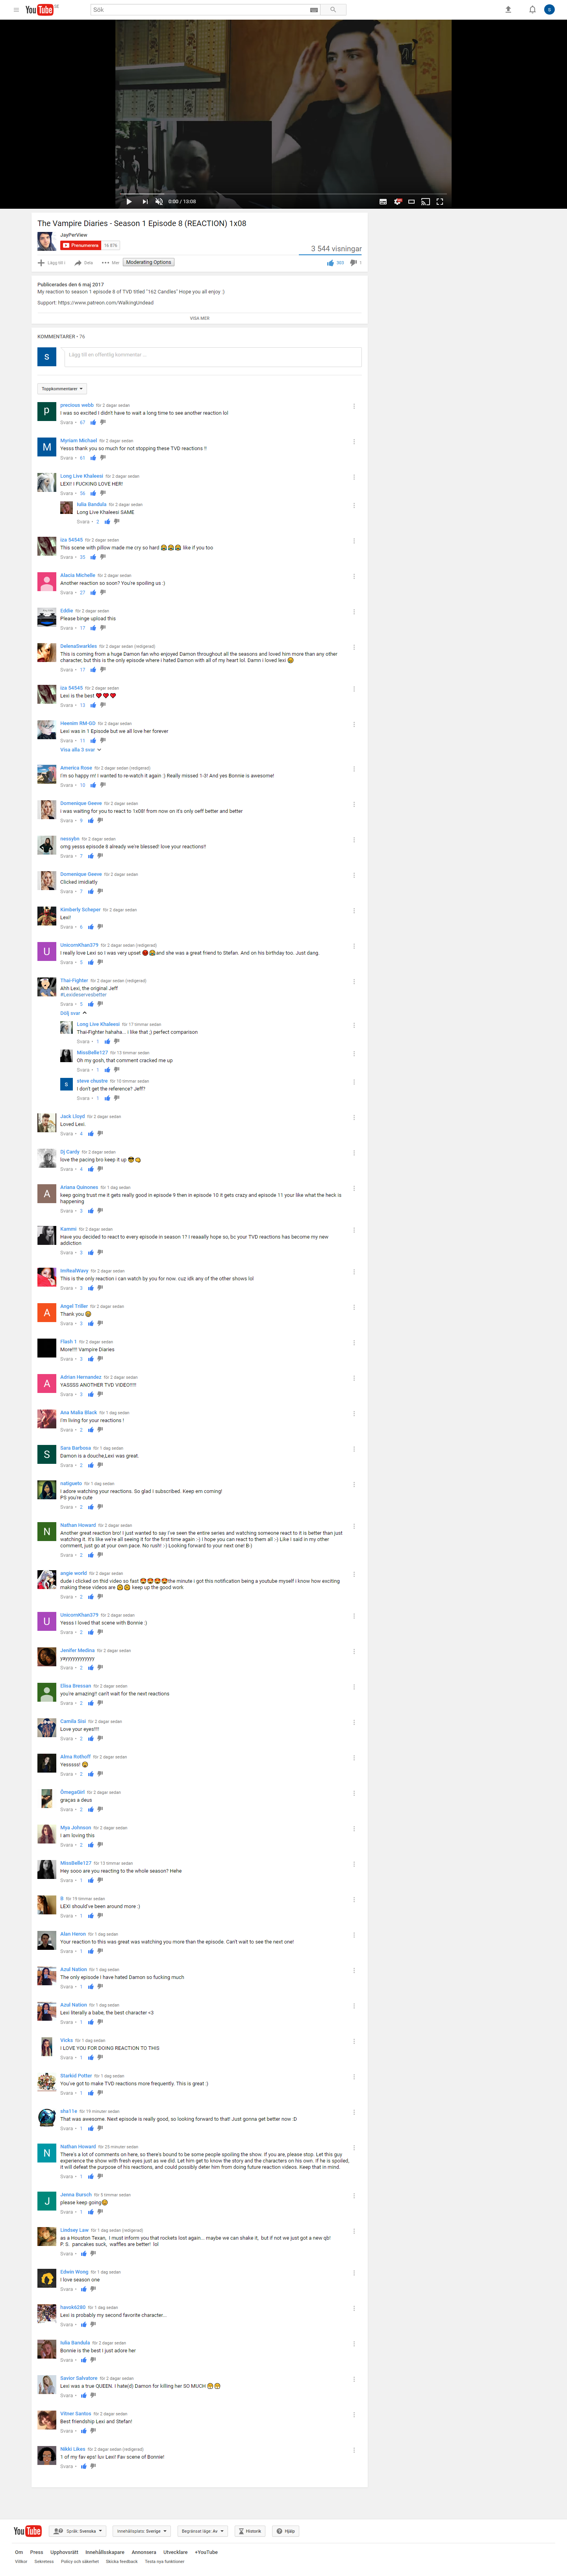 YouTube SE
Sök
s
0:00 / 13:08
The Vampire Diaries - Season 1 Episode 8 (REACTION) 1x08
JayPerView
Prenumerera
3 544 visningar
Lägg till i
Dela
Mer
Moderating Options
Publicerades den 6 maj 2017
My reaction to season 1 episode 8 of TVD titled "162 Candles" Hope you all enjoy ;)
Support: https://www.patreon.com/WalkingUndead
VISA MER
KOMMENTARER • 76
S
Lägg till en offentlig kommentar ...
Toppkommentarer
p
precious webb för 2 dagar sedan
I was so excited I didn't have to wait a long time to see another reaction lol
Svara • 67
M
Myriam Michael för 2 dagar sedan
Yesss thank you so much for not stopping these TVD reactions !!
Svara • 61
Long Live Khaleesi för 2 dagar sedan
LEXI! I FUCKING LOVE HER!
Svara • 56
Iulia Bandula för 2 dagar sedan
Long Live Khaleesi SAME.
Svara • 2
Iza 54545 för 2 dagar sedan
This scene with pillow made me cry so hard 😭😭😭 like if you too
Svara • 35
Alacia Michelle för 2 dagar sedan
Another reaction so soon? You're spoiling us :)
Svara • 27
Eddie för 2 dagar sedan
Please binge upload this
Svara • 17
DelenaSwarkles för 2 dagar sedan (redigerad)
This is coming from a huge Damon fan who enjoyed Damon throughout all the seasons and loved him more than any other
character, but this is the only episode where i hated Damon with all of my heart lol. Damn i loved lexi
Svara • 17
Iza 54545 för 2 dagar sedan
Lexi is the best ❤❤❤
Svara • 13
Heenim RM-GG för 2 dagar sedan
Lexi was in 1 Episode but we all love her forever
Svara • 11
Visa alla 3 svar
America Rose för 2 dagar sedan (redigerad)
I'm so happy rn! I wanted to re-watch it again :) Really missed 1-3! And yes Bonnie is awesome!
Svara • 10
Domenique Geeve för 2 dagar sedan
i was waiting for you to react to 1x08! from now on it's only oelf better and better
Svara • 9
nessybo för 2 dagar sedan
omg yesss episode 8 already we're blessed! love your reactions!!
Svara • 7
Domenique Geeve för 2 dagar sedan
Clicked imidiatly
Svara • 7
Kimberly Scheper för 2 dagar sedan
Lexi!
Svara • 6
U
UnicornKhan379 för 2 dagar sedan (redigerad)
I really love Lexi so I was very upset and she was a great friend to Stefan. And on his birthday too. Just dang.
Svara • 5
Thai-Fighter för 2 dagar sedan (redigerad)
Ahh Lexi, the original Jeff
#Lexideservesbetter
Svara • 5
Dölj svar
Long Live Khaleesi för 17 timmar sedan
Thai-Fighter hahaha... I like that ;) perfect comparison
Svara • 1
MissBelle127 för 13 timmar sedan
Oh my gosh, that comment cracked me up
Svara • 1
s
steve chustra för 10 timmar sedan
I don't get the reference? Jeff?
Svara • 1
Jack Lloyd för 2 dagar sedan
Loved Lexi.
Svara • 4
Dj Cardy för 2 dagar sedan
love the pacing bro keep it up
Svara • 4
A
Ariana Quinones för 1 dag sedan
keep going trust me it gets really good in episode 9 then in episode 10 it gets crazy and episode 11 your like what the heck is
happening
Svara • 3
Kammi för 2 dagar sedan
Have you decided to react to every episode in season 1? I reaaally hope so, bc your TVD reactions has become my new
addiction
Svara • 3
ImRealWavy för 2 dagar sedan
This is the only reaction i can watch by you for now. cuz idk any of the other shows lol
Svara • 3
A
Angel Triller för 2 dagar sedan
Thank you
Svara • 3
Flash 1 för 2 dagar sedan
More!!!! Vampire Diaries
Svara • 3
A
Adrian Hernandez för 2 dagar sedan
YASSSS ANOTHER TVD VIDEO!!!!!
Svara • 3
Ana Malia Black för 1 dag sedan
I'm living for your reactions !
Svara • 2
S
Sara Barbosa för 1 dag sedan
Damon is a douche,Lexi was great.
Svara • 2
natigueto för 1 dag sedan
I adore watching your reactions. So glad I subscribed. Keep em coming!
PS you're cute
Svara • 2
N
Nathan Howard för 2 dagar sedan
Another great reaction bro! I just wanted to say I've seen the entire series and watching someone react to it is better than just
watching it. It's like we're all seeing it for the first time again :-) I hope you can react to them all :-) Like I said in my other
comment, just go at your own pace. No rush! :-) Looking forward to your next one! B-)
Svara • 2
angie world för 2 dagar sedan
dude i clicked on thid video so fast 😍😍😍😍the minute i got this noitification being a youtube myself i know how exciting
making these videos are keep up the good work
Svara • 2
U
UnicornKhan379 för 2 dagar sedan
Yesss I loved that scene with Bonnie :)
Svara • 2
Jenifer Medina för 2 dagar sedan
yayyyyyyyyyyy
Svara • 2
Elisa Bressan för 2 dagar sedan
you're amazing!! can't wait for the next reactions
Svara • 2
Camila Sisi för 2 dagar sedan
Love your eyes!!!!
Svara • 2
Alma Rothoff för 2 dagar sedan
Yesssss!
Svara • 2
ÔmegaGirl för 2 dagar sedan
graças a deus
Svara • 2
Mya Johnson för 2 dagar sedan
I am loving this
Svara • 2
MissBelle127 för 13 timmar sedan
Hey sooo are you reacting to the whole season? Hehe
Svara • 1
B för 19 timmar sedan
LEXI should've been around more :)
Svara • 1
Alan Heron för 1 dag sedan
Your reaction to this was great was watching you more than the episode. Can't wait to see the next one!
Svara • 1
Azul Nation för 1 dag sedan
The only episode I have hated Damon so fucking much
Svara • 1
Azul Nation för 1 dag sedan
Lexi literally a babe, the best character <3
Svara • 1
Vicks för 1 dag sedan
I LOVE YOU FOR DOING REACTION TO THIS
Svara • 1
Starkid Potter för 1 dag sedan
You've got to make TVD reactions more frequently. This is great :)
Svara • 1
sha11e för 19 minuter sedan
That was awesome. Next episode is really good, so looking forward to that! Just gonna get better now :D
Svara • 1
N
Nathan Howard för 25 minuter sedan
There's a lot of comments on here, so there's bound to be some people spoiling the show. If you are, please stop. Let this guy
experience the show with fresh eyes just as we did. Let him get to know the story and the characters on his own. If he is spoiled,
it will defeat the purpose of his reactions, and could possibly deter him from doing future reaction videos. Keep that in mind.
Svara • 1
J
Jenna Bursch för 5 timmar sedan
please keep going
Svara • 1
Lindsey Law för 1 dag sedan (redigerad)
as a Houston Texan, I must inform you that rockets lost again... maybe we can shake it, but if not we just got a new qb!
P. S. pancakes suck, waffles are better! lol
Svara •
Edwin Wong för 1 dag sedan
I love season one
Svara •
havok6280 för 1 dag sedan
Lexi is probably my second favorite character...
Svara •
Iulia Bandula för 2 dagar sedan
Bonnie is the best I just adore her
Svara •
Savior Salvatore för 2 dagar sedan
Lexi was a true QUEEN. I hate(d) Damon for killing her SO MUCH
Svara •
Vitner Santos för 2 dagar sedan
Best friendship Lexi and Stefan!
Svara •
Nikki Likes för 2 dagar sedan (redigerad)
1 of my fav eps! luv Lexi! Fav scene of Bonnie!
Svara •
YouTube
Språk: Svenska
Innehållsplats: Sverige
Begränsat läge: Av
Historik
Hjälp
Om Press Upphovsrätt Innehållsskapare Annonsera Utvecklare +YouTube
Villkor Sekretess Policy och säkerhet Skicka feedback Testa nya funktioner